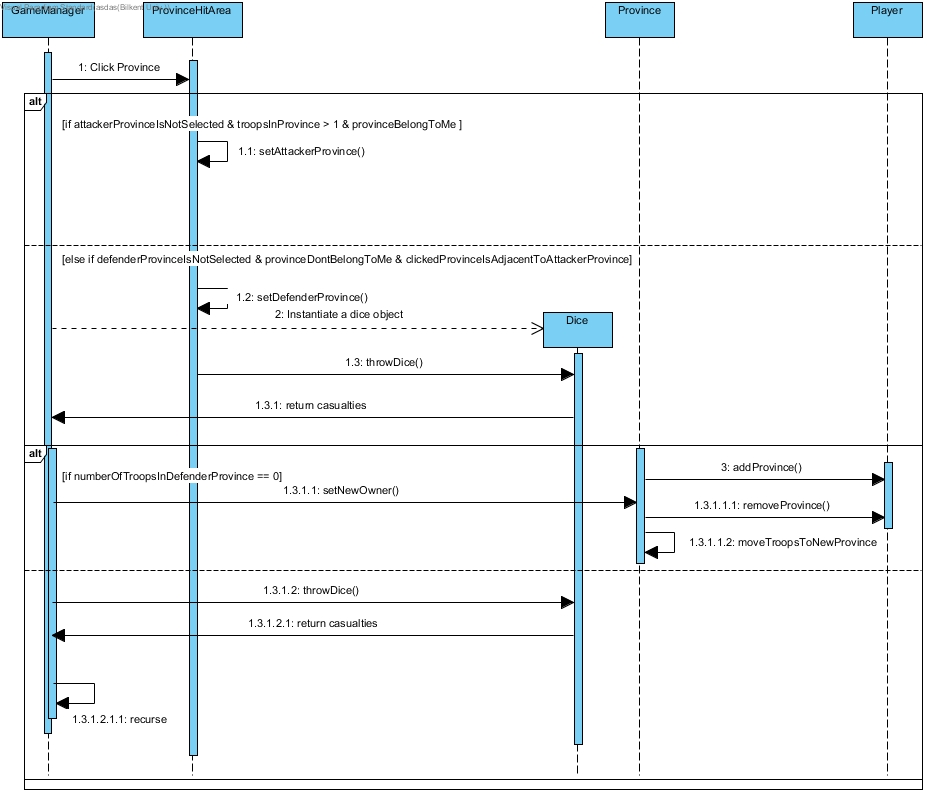 GameManager
ProvinceHitArea
Province
Player
1: Click Province
alt
[if attackerProvinceIsNotSelected & troopsInProvince > 1 & provinceBelongToMe ]
1.1: setAttackerProvince()
[else if defenderProvinceIsNotSelected & provinceDontBelongToMe & clickedProvinceIsAdjacentToAttackerProvince]
1.2: setDefenderProvince()
2: Instantiate a dice object
Dice
1.3: throwDice()
1.3.1: return casualties
alt
[if numberOfTroopsInDefenderProvince == 0]
3: addProvince()
1.3.1.1: setNewOwner()
1.3.1.1.1: removeProvince()
1.3.1.1.2: moveTroopsToNewProvince
1.3.1.2: throwDice()
1.3.1.2.1: return casualties
1.3.1.2.1.1: recurse